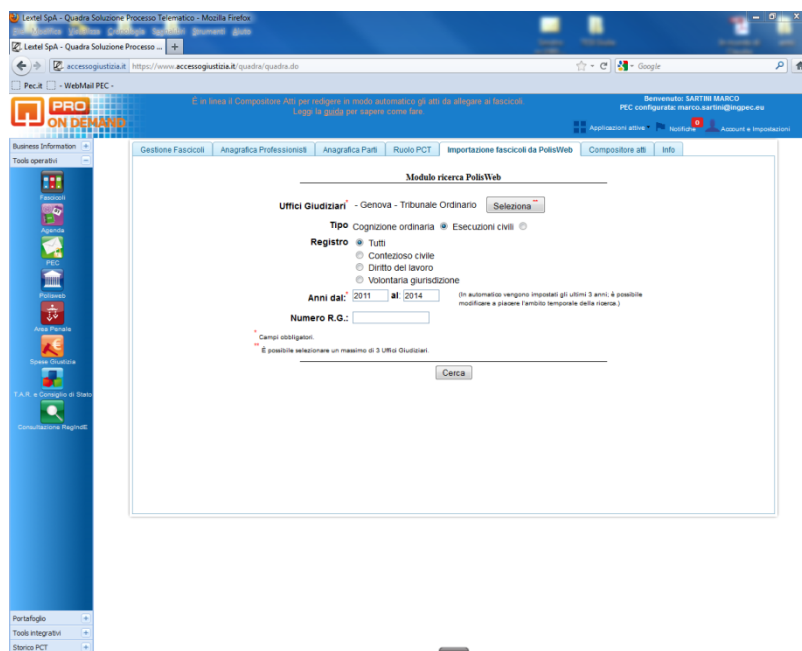 Lextel SpA - Quadra Soluzione Processo Telematico - Mozilla Firefox
Lextel SpA - Quadra Soluzione Processo ... +
accessogiustizia.it https://www.accessogiustizia.it/quadra/quadra.do Google
Pec.it - WebMail PEC -
PRO
ON DEMAND
È in linea il Compositore Atti per redigere in modo automatico gli atti da allegare ai fascicoli.
Leggi la guida per sapere come fare.
Benvenuto: SARTINI MARCO
PEC configurata: marco.sartini@ingpec.eu
Applicazioni attive Notifiche 0 Account e Impostazioni
Business Information +
Tools operativi -
Fascicoli
Agenda
PEC
Polisweb
Area Penale
Spese Giustizia
T.A.R. e Consiglio di Stato
Consultazione RegIndE
Portafoglio +
Tools integrativi +
Storico PCT +
Gestione Fascicoli Anagrafica Professionisti Anagrafica Parti Ruolo PCT Importazione fascicoli da PolisWeb Compositore atti Info
Modulo ricerca PolisWeb
Uffici Giudiziari* - Genova - Tribunale Ordinario Seleziona**
Tipo Cognizione ordinaria Esecuzioni civili
Registro Tutti
Contezioso civile
Diritto del lavoro
Volontaria giurisdizione
Anni dal:* 2011 al: 2014 (In automatico vengono impostati gli ultimi 3 anni; è possibile
modificare a piacere l'ambito temporale della ricerca.)
Numero R.G.:
* Campi obbligatori.
** È possibile selezionare un massimo di 3 Uffici Giudiziari.
Cerca